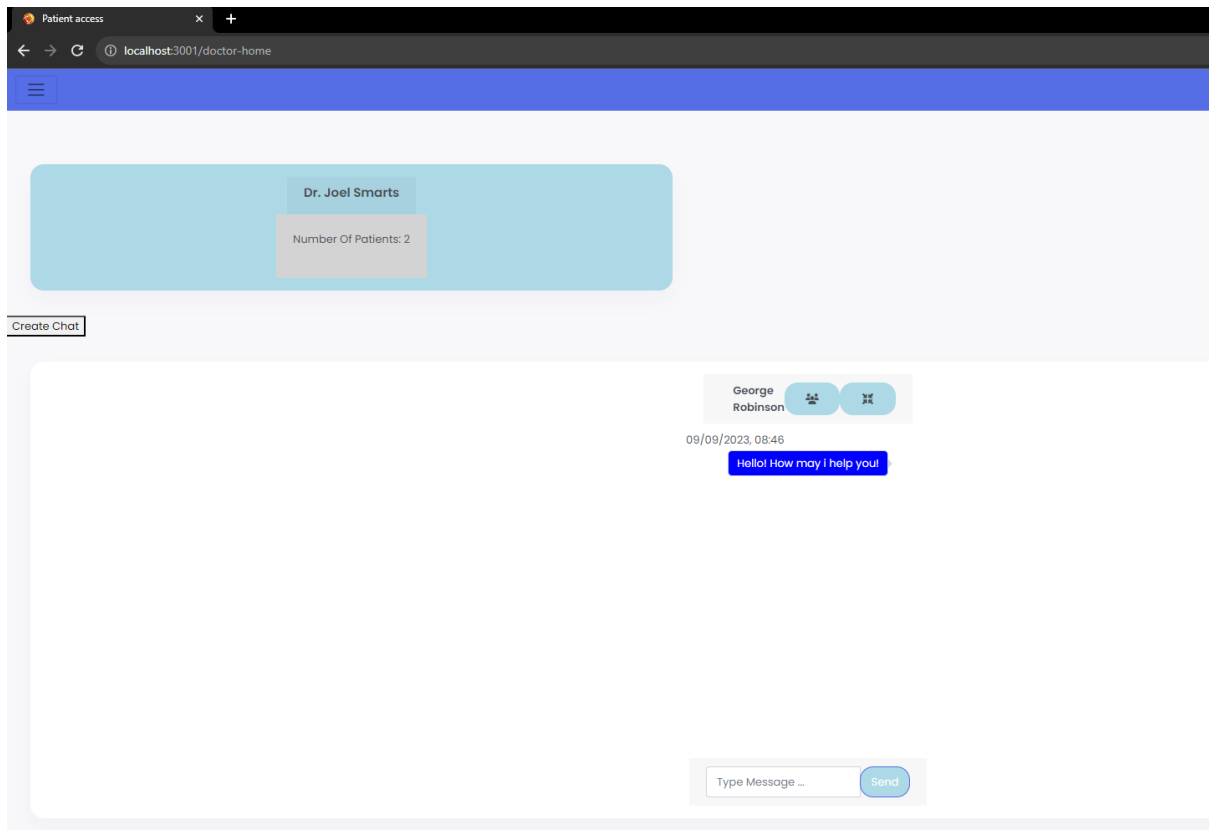 Patient access
localhost:3001/doctor-home
Dr. Joel Smarts
Number Of Patients: 2
Create Chat
George
Robinson
09/09/2023, 08:46
Hello! How may i help you!
Type Message ...
Send